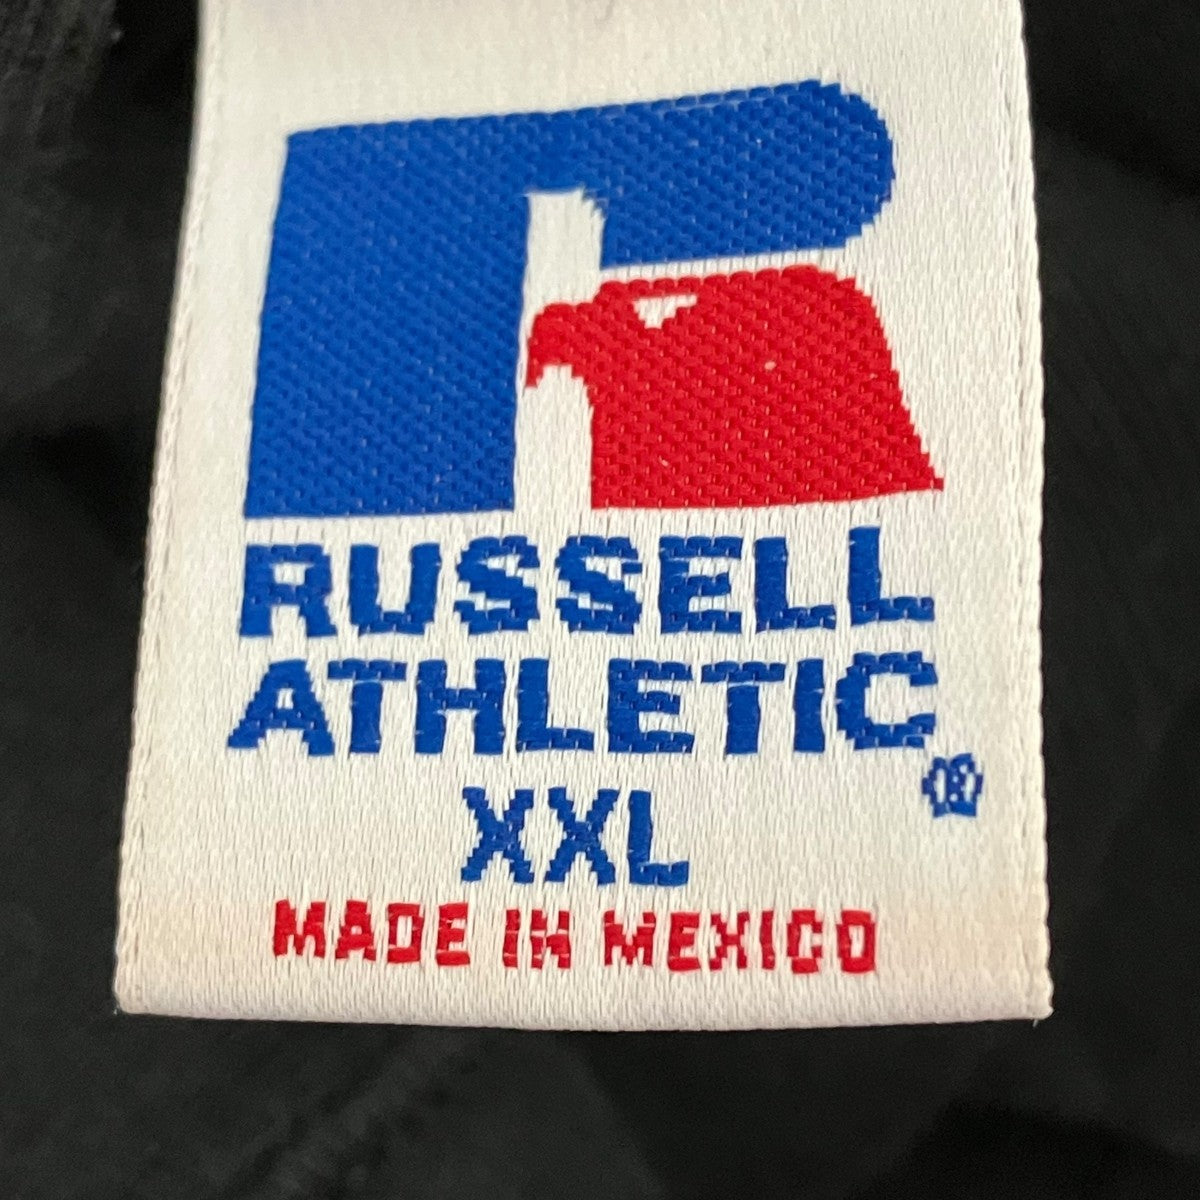 RUSSELL
ATHLETIC®
XXL
MADE IN MEXICO